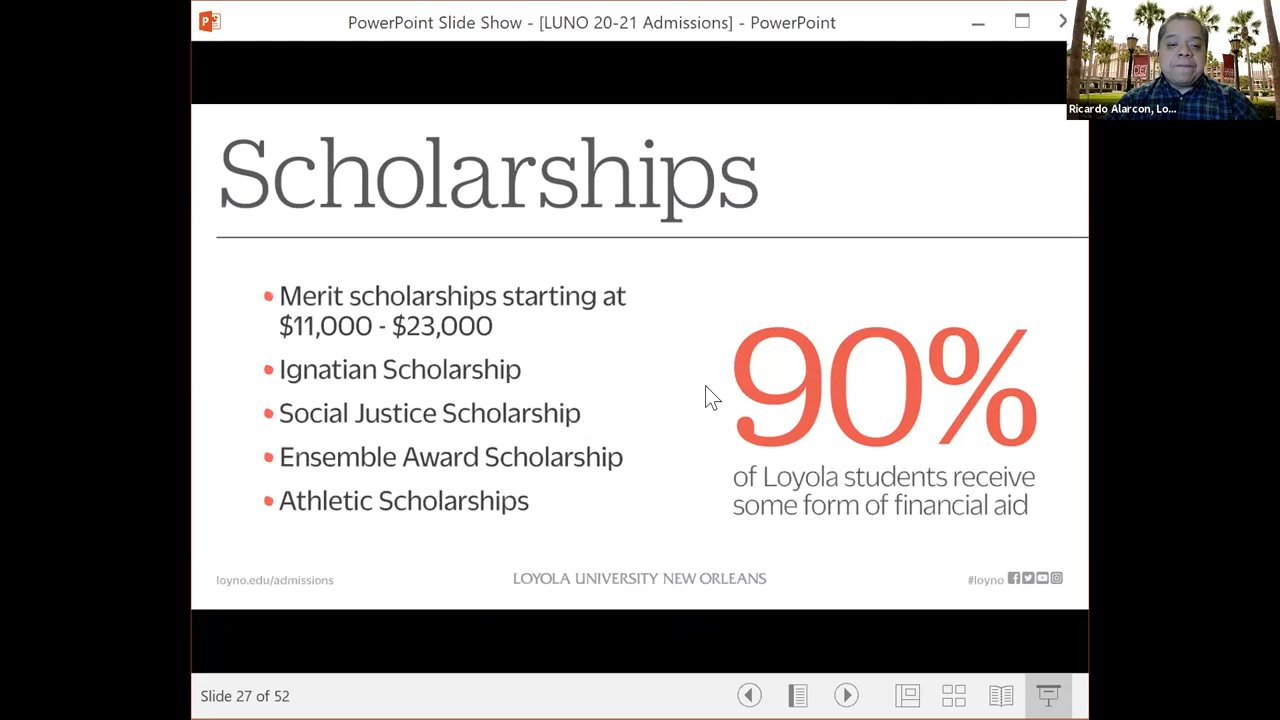 PowerPoint Slide Show - [LUNO 20-21 Admissions] - PowerPoint
Ricardo Alarcon, Lo...
Scholarships
• Merit scholarships starting at
$11,000 - $23,000
• Ignatian Scholarship
• Social Justice Scholarship
• Ensemble Award Scholarship
• Athletic Scholarships
90%
of Loyola students receive
some form of financial aid
loyno.edu/admissions
LOYOLA UNIVERSITY NEW ORLEANS
#loyno
Slide 27 of 52